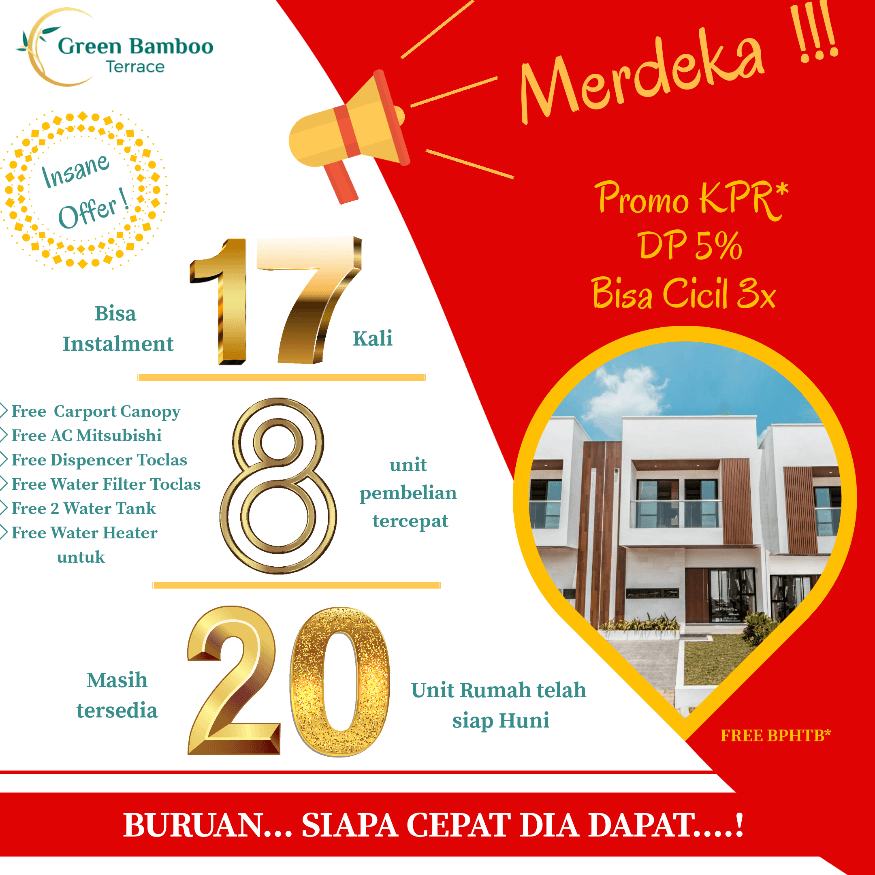 Green Bamboo
Terrace
Merdeka !!!
Insane
Offer !
Promo KPR*
DP 5%
Bisa Cicil 3x
Bisa
Instalment
17
Kali
Free Carport Canopy
Free AC Mitsubishi
Free Dispencer Toclas
Free Water Filter Toclas
Free 2 Water Tank
Free Water Heater
untuk
8
unit
pembelian
tercepat
Masih
tersedia
20
Unit Rumah telah
siap Huni
FREE BPHTB*
BURUAN... SIAPA CEPAT DIA DAPAT....!